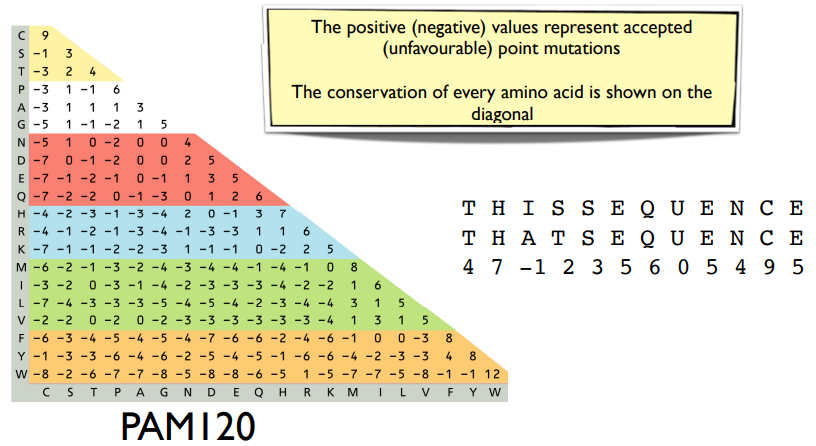 The positive (negative) values represent accepted
(unfavourable) point mutations
The conservation of every amino acid is shown on the
diagonal
C 9
S -1 3
T -3 2 4
P -3 1 -1 6
A -3 1 1 1 3
G -5 1 -1 -2 1 5
N -5 1 0 -2 0 0 4
D -7 0 -1 -2 0 0 2 5
E -7 -1 -2 -1 0 -1 1 3 5
Q -7 -2 -2 0 -1 -3 0 1 2 6
H -4 -2 -3 -1 -3 -4 2 0 -1 3 7
R -4 -1 -2 -1 -3 -4 -1 -3 -3 1 1 6
K -7 -1 -1 -2 -2 -3 1 -1 -1 0 -2 2 5
M -6 -2 -1 -3 -2 -4 -3 -4 -4 -1 -4 -1 0 8
I -3 -2 0 -3 -1 -4 -2 -3 -3 -3 -4 -2 -2 1 6
L -7 -4 -3 -3 -3 -5 -4 -5 -4 -2 -3 -4 -4 3 1 5
V -2 -2 0 -2 0 -2 -3 -3 -3 -3 -3 -3 -4 1 3 1 5
F -6 -3 -4 -5 -4 -5 -4 -7 -6 -6 -2 -4 -6 -1 0 0 -3 8
Y -1 -3 -3 -6 -4 -6 -2 -5 -4 -5 -1 -6 -6 -4 -2 -3 -3 4 8
W -8 -2 -6 -7 -7 -8 -5 -8 -8 -6 -5 1 -5 -7 -7 -5 -8 -1 -1 12
C S T P A G N D E Q H R K M I L V F Y W
PAM120
T H I S S E Q U E N C E
T H A T S E Q U E N C E
4 7 -1 2 3 5 6 0 5 4 9 5